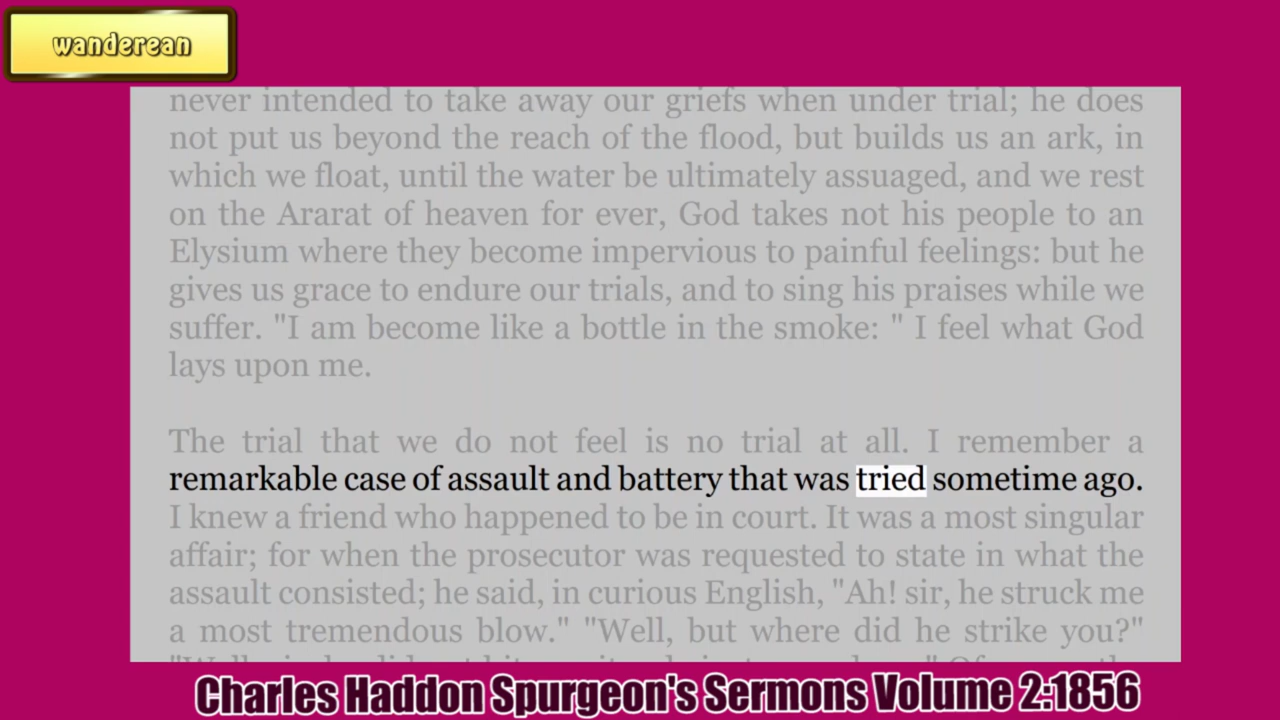 wanderean
never intended to take away our griefs when under trial; he does
not put us beyond the reach of the flood, but builds us an ark, in
which we float, until the water be ultimately assuaged, and we rest
on the Ararat of heaven for ever, God takes not his people to an
Elysium where they become impervious to painful feelings: but he
gives us grace to endure our trials, and to sing his praises while we
suffer. "I am become like a bottle in the smoke: " I feel what God
lays upon me.
The trial that we do not feel is no trial at all. I remember a
remarkable case of assault and battery that was tried sometime ago.
I knew a friend who happened to be in court. It was a most singular
affair; for when the prosecutor was requested to state in what the
assault consisted; he said, in curious English, "Ah! sir, he struck me
a most tremendous blow." "Well, but where did he strike you?"
Charles Haddon Spurgeon's Sermons Volume 2:1856